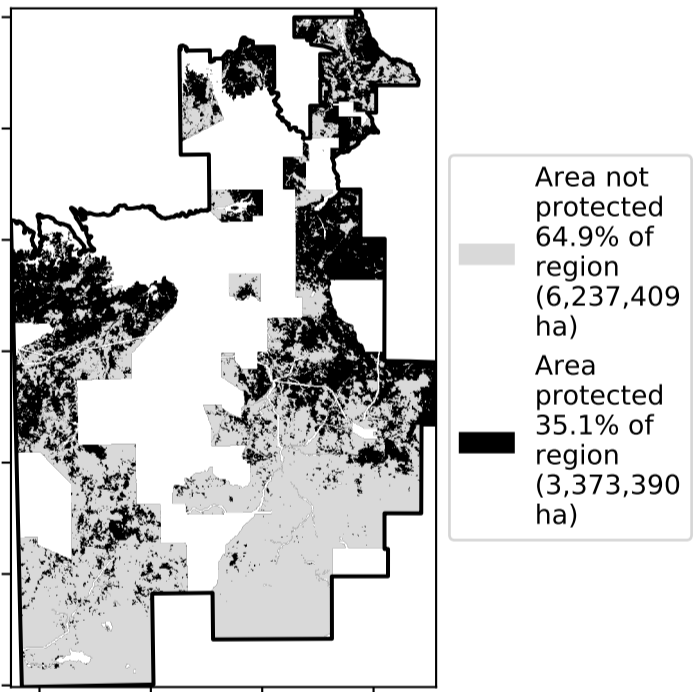 Area not
protected
64.9% of
region
(6,237,409
ha)
Area
protected
35.1% of
region
(3,373,390
ha)